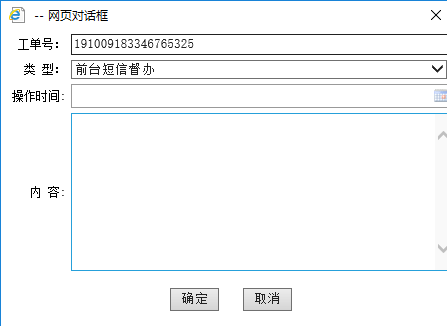 -- 网页对话框
工单号： 191009183346765325
类 型： 前台短信督办
操作时间：
内 容：
确定 取消